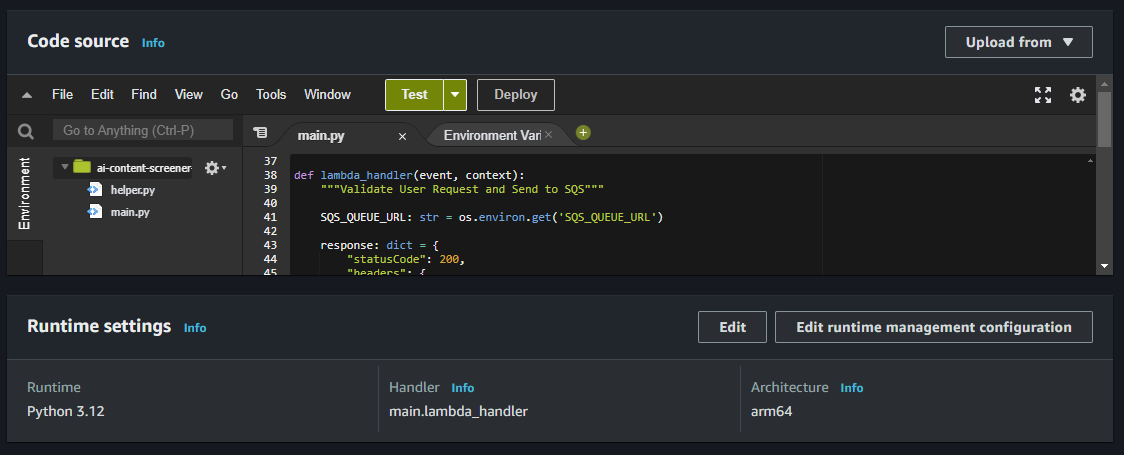 Code source Info Upload from
File Edit Find View Go Tools Window Test Deploy
Go to Anything (Ctrl-P) main.py Environment Vari
Environment
ai-content-screener-
helper.py
main.py
37
38 def lambda_handler(event, context):
39 """Validate User Request and Send to SQS"""
40
41 SQS_QUEUE_URL: str = os.environ.get('SQS_QUEUE_URL')
42
43 response: dict = {
44 "statusCode": 200,
45 "headers": {
Runtime settings Info Edit Edit runtime management configuration
Runtime Handler Info Architecture Info
Python 3.12 main.lambda_handler arm64